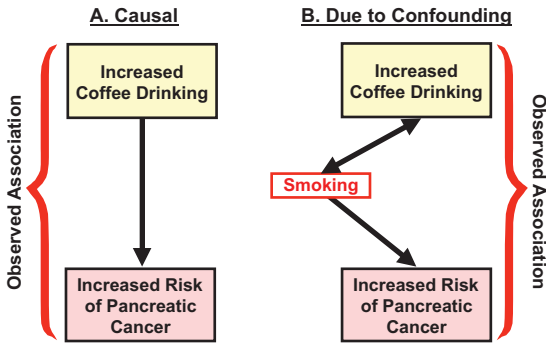 A. Causal
Increased
Coffee Drinking
Observed Association
Increased Risk
of Pancreatic
Cancer
B. Due to Confounding
Increased
Coffee Drinking
Smoking
Observed Association
Increased Risk
of Pancreatic
Cancer